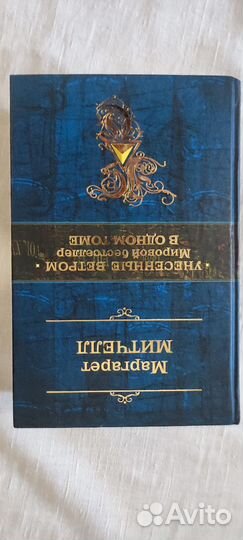 Маргарет
МИТЧЕЛЛ
• УНЕСЕННЫЕ ВЕТРОМ •
Мировой бестселлер
В ОДНОМ ТОМЕ
Avito